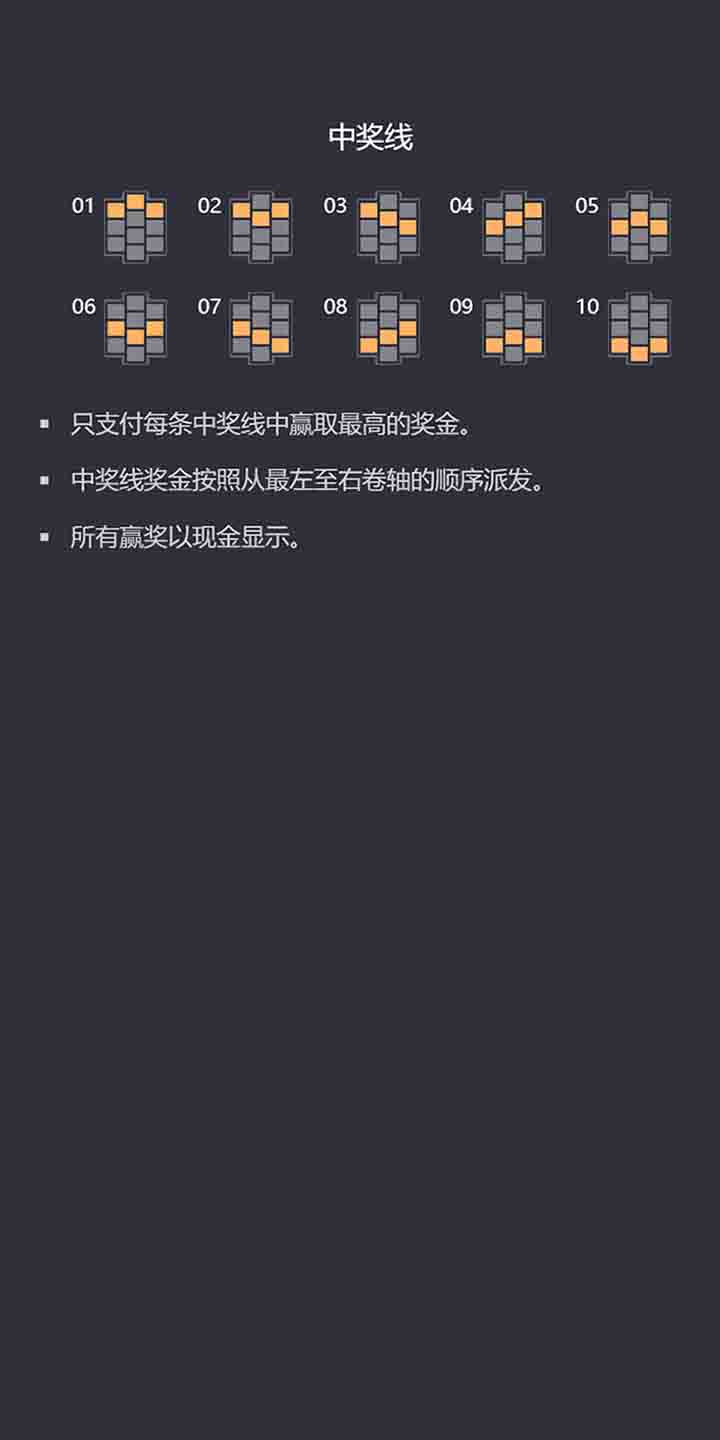 中奖线
01 02 03 04 05
06 07 08 09 10
▪ 只支付每条中奖线中赢取最高的奖金。
▪ 中奖线奖金按照从最左至右卷轴的顺序派发。
▪ 所有赢奖以现金显示。